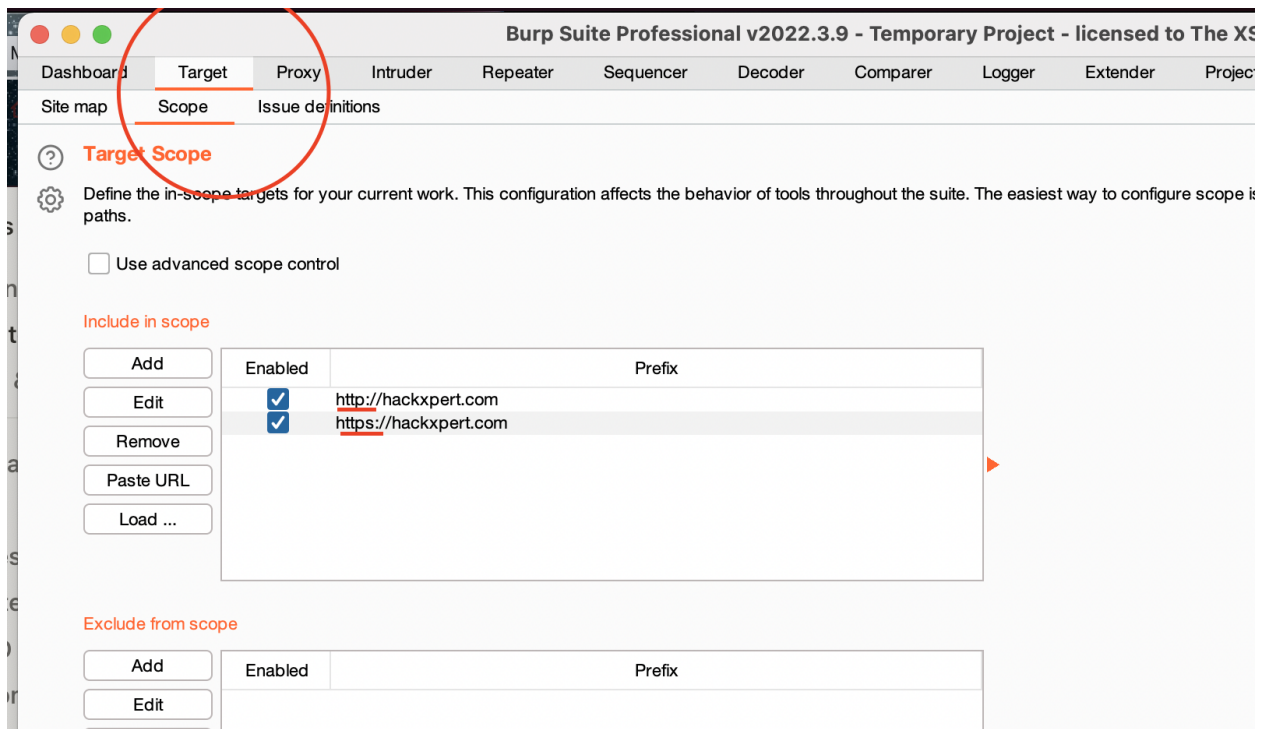 Burp Suite Professional v2022.3.9 - Temporary Project - licensed to The XS
Dashboard Target Proxy Intruder Repeater Sequencer Decoder Comparer Logger Extender Project
Site map Scope Issue definitions
Target Scope
Define the in-scope targets for your current work. This configuration affects the behavior of tools throughout the suite. The easiest way to configure scope is
paths.
Use advanced scope control
Include in scope
Add
Edit
Remove
Paste URL
Load ...
Enabled Prefix
http://hackxpert.com
https://hackxpert.com
Exclude from scope
Add
Edit
Enabled Prefix